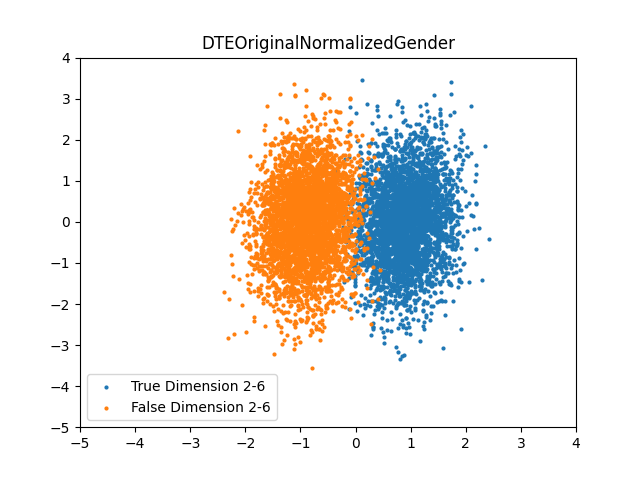 DTEOriginalNormalizedGender
4
3
2
1
0
−1
−2
−3
−4
−5
True Dimension 2-6
False Dimension 2-6
−5 −4 −3 −2 −1 0 1 2 3 4